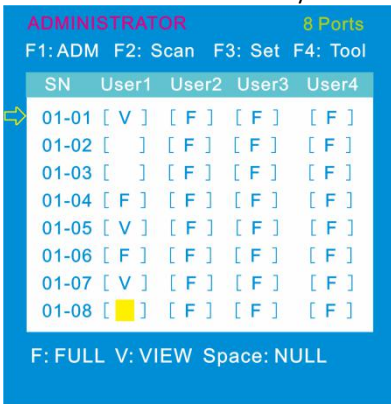 ADMINISTRATOR 8 Ports
F1: ADM F2: Scan F3: Set F4: Tool
SN User1 User2 User3 User4
01-01 [ V ] [ F ] [ F ] [ F ]
01-02 [   ] [ F ] [ F ] [ F ]
01-03 [   ] [ F ] [ F ] [ F ]
01-04 [ F ] [ F ] [ F ] [ F ]
01-05 [ V ] [ F ] [ F ] [ F ]
01-06 [ F ] [ F ] [ F ] [ F ]
01-07 [ V ] [ F ] [ F ] [ F ]
01-08 [   ] [ F ] [ F ] [ F ]
F: FULL V: VIEW Space: NULL